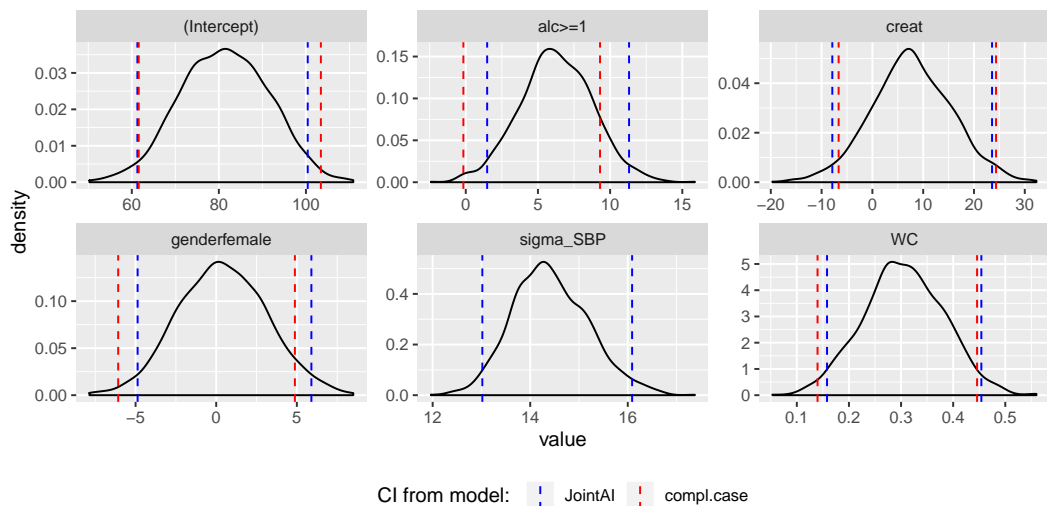 (Intercept) alc>=1 creat
0.03
0.02
0.01
0.00
60 80 100
0.15
0.10
0.05
0.00
0 5 10 15
0.04
0.02
0.00
−20 −10 0 10 20 30
density
genderfemale sigma_SBP WC
0.10
0.05
0.00
−5 0 5
0.4
0.2
0.0
12 14 16
5
4
3
2
1
0
0.1 0.2 0.3 0.4 0.5
value
CI from model: JointAI compl.case